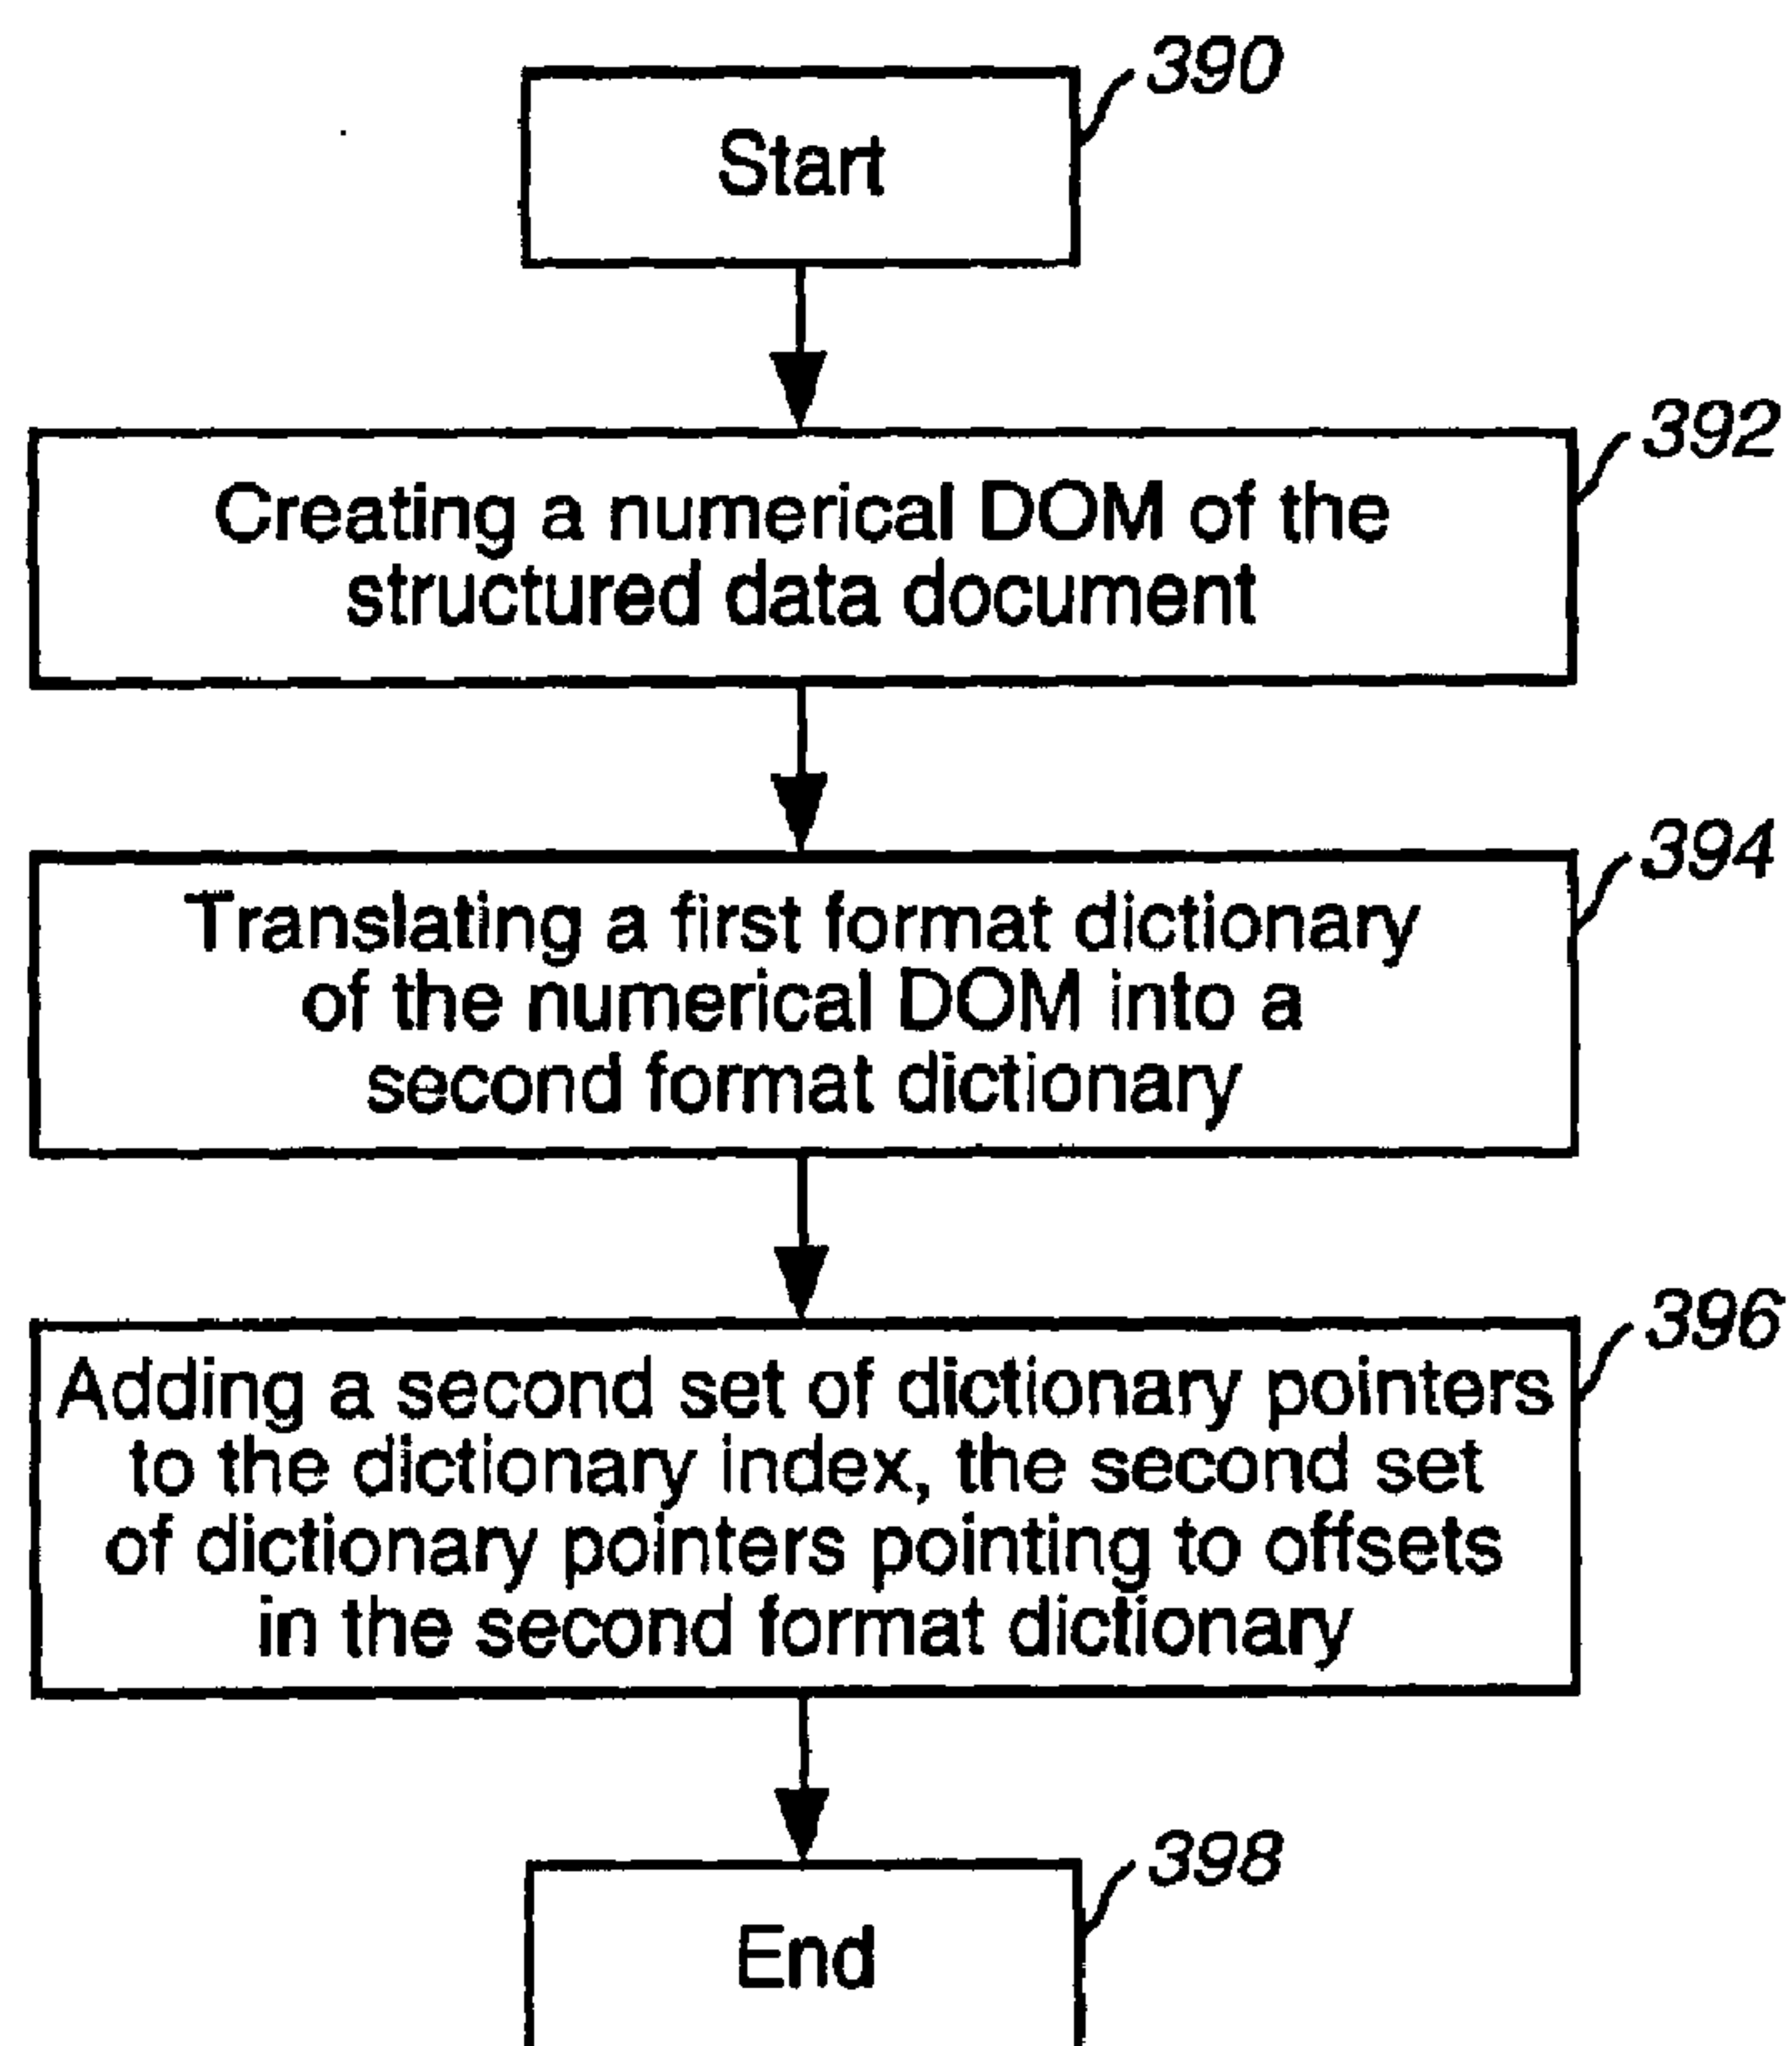 390
Start
392
Creating a numerical DOM of the
structured data document
394
Translating a first format dictionary
of the numerical DOM into a
second format dictionary
396
Adding a second set of dictionary pointers
to the dictionary index, the second set
of dictionary pointers pointing to offsets
in the second format dictionary
398
End